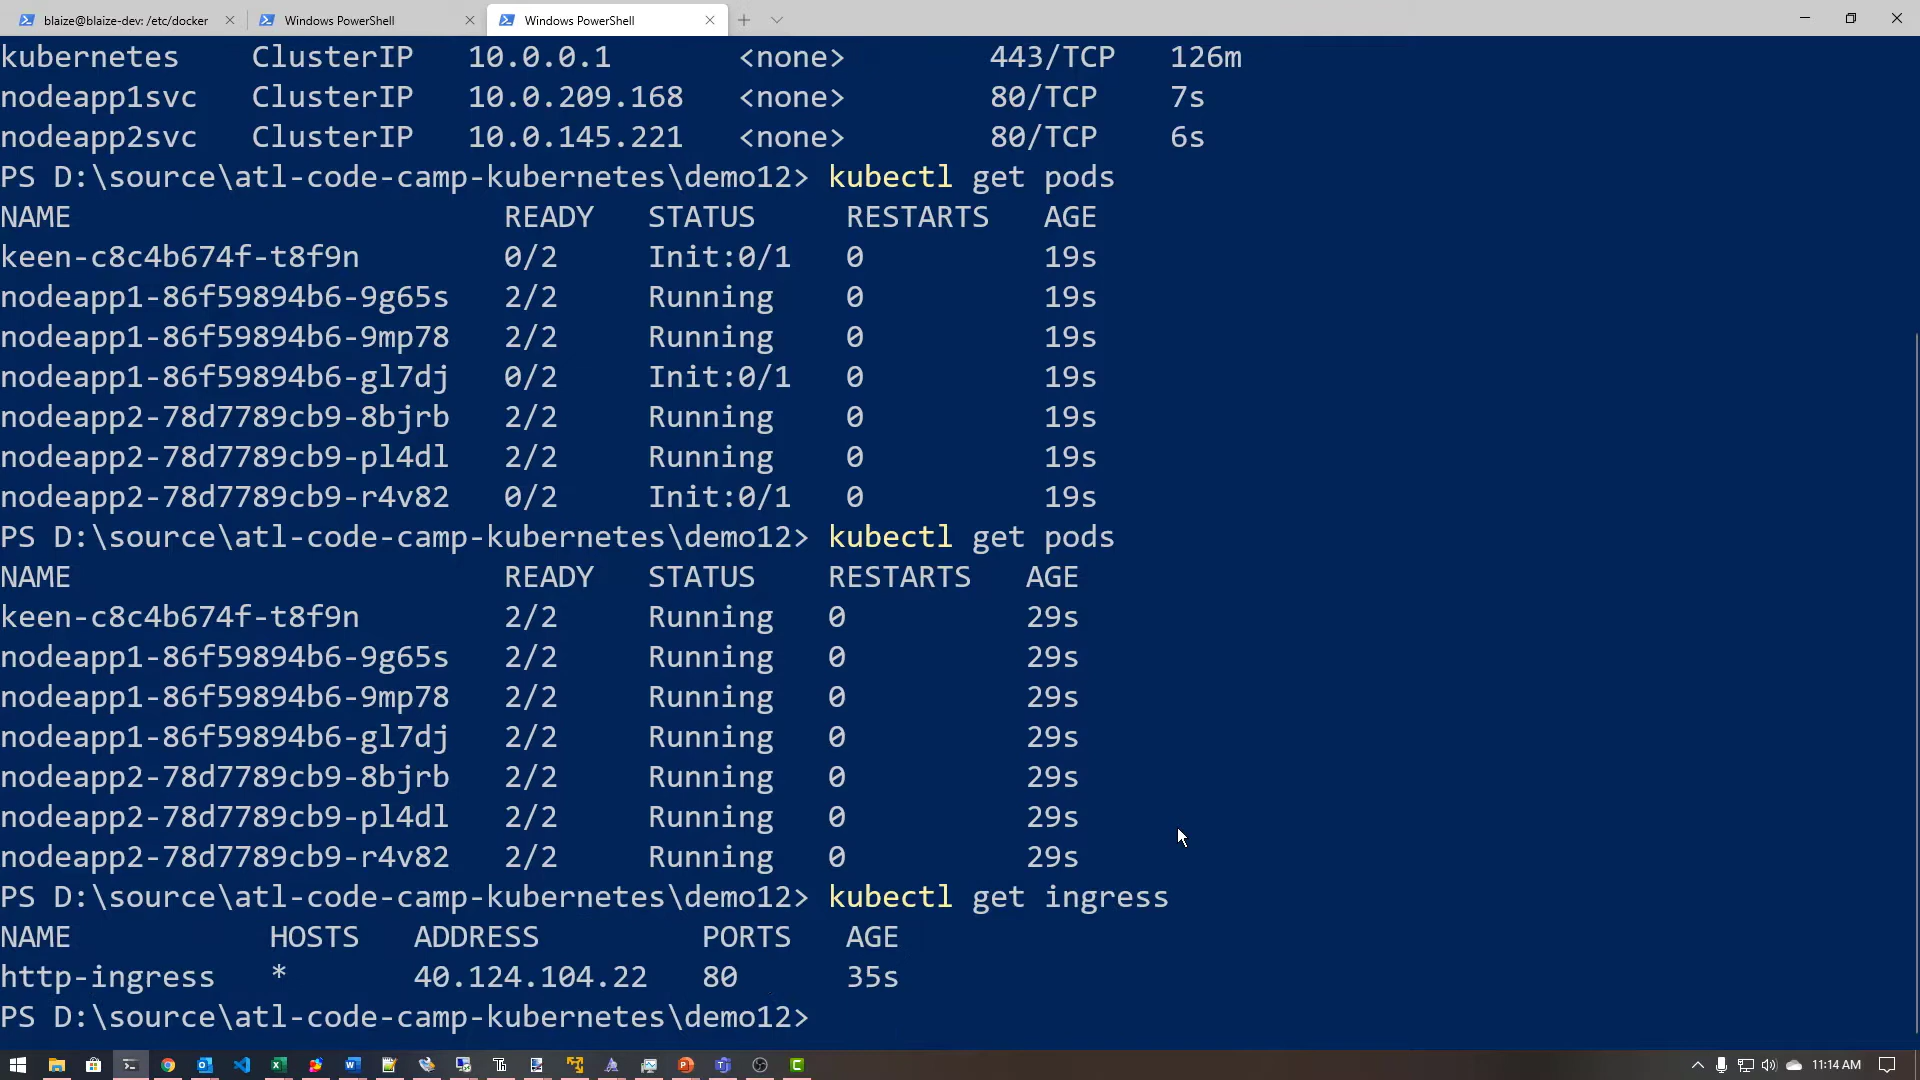 blaize@blaize-dev: /etc/docker
Windows PowerShell
Windows PowerShell
kubernetes ClusterIP 10.0.0.1 <none> 443/TCP 126m
nodeapp1svc ClusterIP 10.0.209.168 <none> 80/TCP 7s
nodeapp2svc ClusterIP 10.0.145.221 <none> 80/TCP 6s
PS D:\source\atl-code-camp-kubernetes\demo12> kubectl get pods
NAME READY STATUS RESTARTS AGE
keen-c8c4b674f-t8f9n 0/2 Init:0/1 0 19s
nodeapp1-86f59894b6-9g65s 2/2 Running 0 19s
nodeapp1-86f59894b6-9mp78 2/2 Running 0 19s
nodeapp1-86f59894b6-gl7dj 0/2 Init:0/1 0 19s
nodeapp2-78d7789cb9-8bjrb 2/2 Running 0 19s
nodeapp2-78d7789cb9-pl4dl 2/2 Running 0 19s
nodeapp2-78d7789cb9-r4v82 0/2 Init:0/1 0 19s
PS D:\source\atl-code-camp-kubernetes\demo12> kubectl get pods
NAME READY STATUS RESTARTS AGE
keen-c8c4b674f-t8f9n 2/2 Running 0 29s
nodeapp1-86f59894b6-9g65s 2/2 Running 0 29s
nodeapp1-86f59894b6-9mp78 2/2 Running 0 29s
nodeapp1-86f59894b6-gl7dj 2/2 Running 0 29s
nodeapp2-78d7789cb9-8bjrb 2/2 Running 0 29s
nodeapp2-78d7789cb9-pl4dl 2/2 Running 0 29s
nodeapp2-78d7789cb9-r4v82 2/2 Running 0 29s
PS D:\source\atl-code-camp-kubernetes\demo12> kubectl get ingress
NAME HOSTS ADDRESS PORTS AGE
http-ingress * 40.124.104.22 80 35s
PS D:\source\atl-code-camp-kubernetes\demo12>
11:14 AM